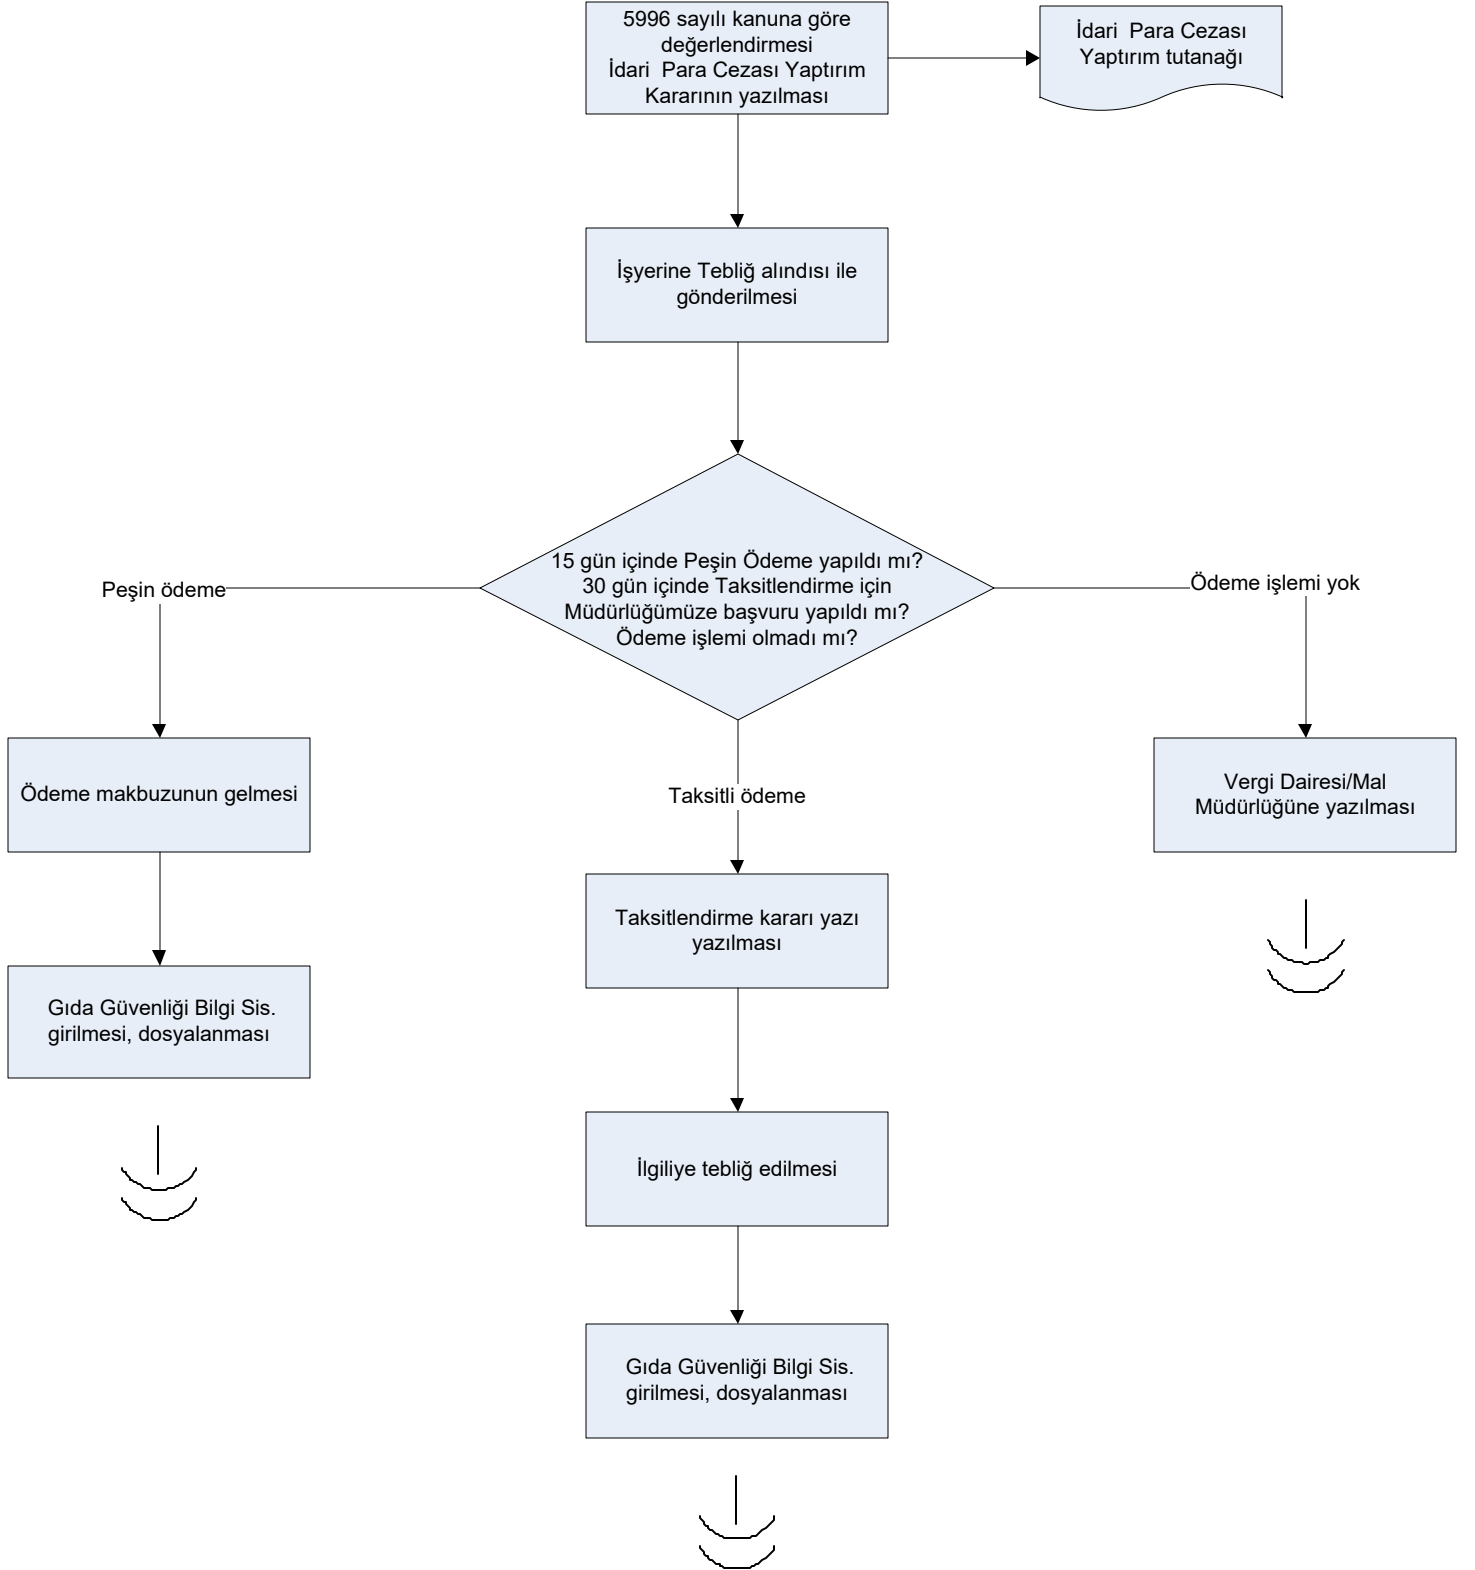 5996 sayılı kanuna göre
değerlendirmesi
İdari  Para Cezası Yaptırım
Kararının yazılması
İdari  Para Cezası
Yaptırım tutanağı
İşyerine Tebliğ alındısı ile
gönderilmesi
15 gün içinde Peşin Ödeme yapıldı mı?
30 gün içinde Taksitlendirme için
Müdürlüğümüze başvuru yapıldı mı?
Ödeme işlemi olmadı mı?
Peşin ödeme
Ödeme işlemi yok
Taksitli ödeme
Ödeme makbuzunun gelmesi
Vergi Dairesi/Mal
Müdürlüğüne yazılması
Taksitlendirme kararı yazı
yazılması
Gıda Güvenliği Bilgi Sis.
girilmesi, dosyalanması
İlgiliye tebliğ edilmesi
Gıda Güvenliği Bilgi Sis.
girilmesi, dosyalanması